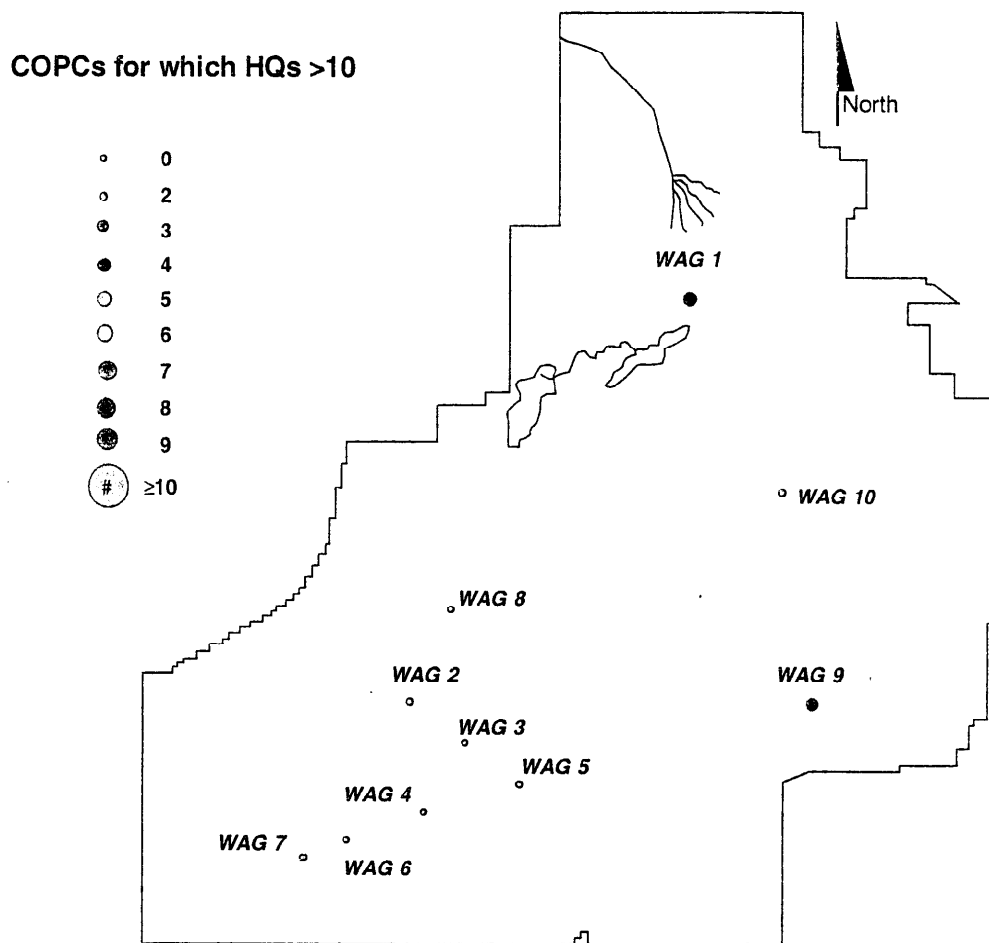 COPCs for which HQs >10
North
0
2
3
4
5
6
7
8
9
# ≥10
WAG 1
WAG 10
WAG 8
WAG 2
WAG 9
WAG 3
WAG 5
WAG 4
WAG 7
WAG 6